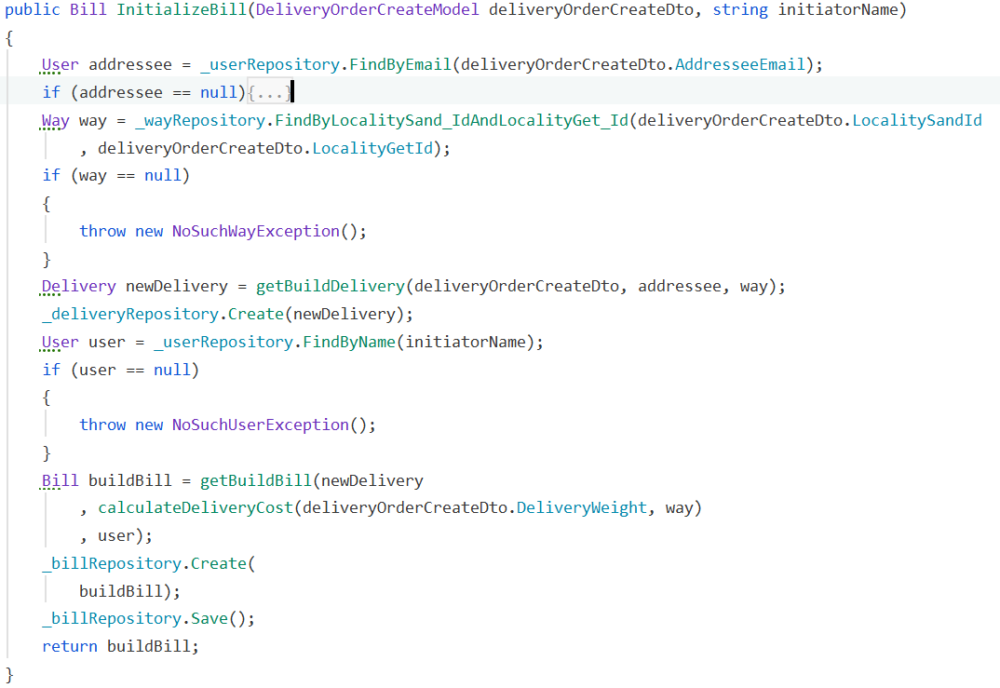 public Bill InitializeBill(DeliveryOrderCreateModel deliveryOrderCreateDto, string initiatorName)
{
    User addressee = _userRepository.FindByEmail(deliveryOrderCreateDto.AddresseeEmail);
    if (addressee == null){...}
    Way way = _wayRepository.FindByLocalitySand_IdAndLocalityGet_Id(deliveryOrderCreateDto.LocalitySandId
        , deliveryOrderCreateDto.LocalityGetId);
    if (way == null)
    {
        throw new NoSuchWayException();
    }
    Delivery newDelivery = getBuildDelivery(deliveryOrderCreateDto, addressee, way);
    _deliveryRepository.Create(newDelivery);
    User user = _userRepository.FindByName(initiatorName);
    if (user == null)
    {
        throw new NoSuchUserException();
    }
    Bill buildBill = getBuildBill(newDelivery
        , calculateDeliveryCost(deliveryOrderCreateDto.DeliveryWeight, way)
        , user);
    _billRepository.Create(
        buildBill);
    _billRepository.Save();
    return buildBill;
}